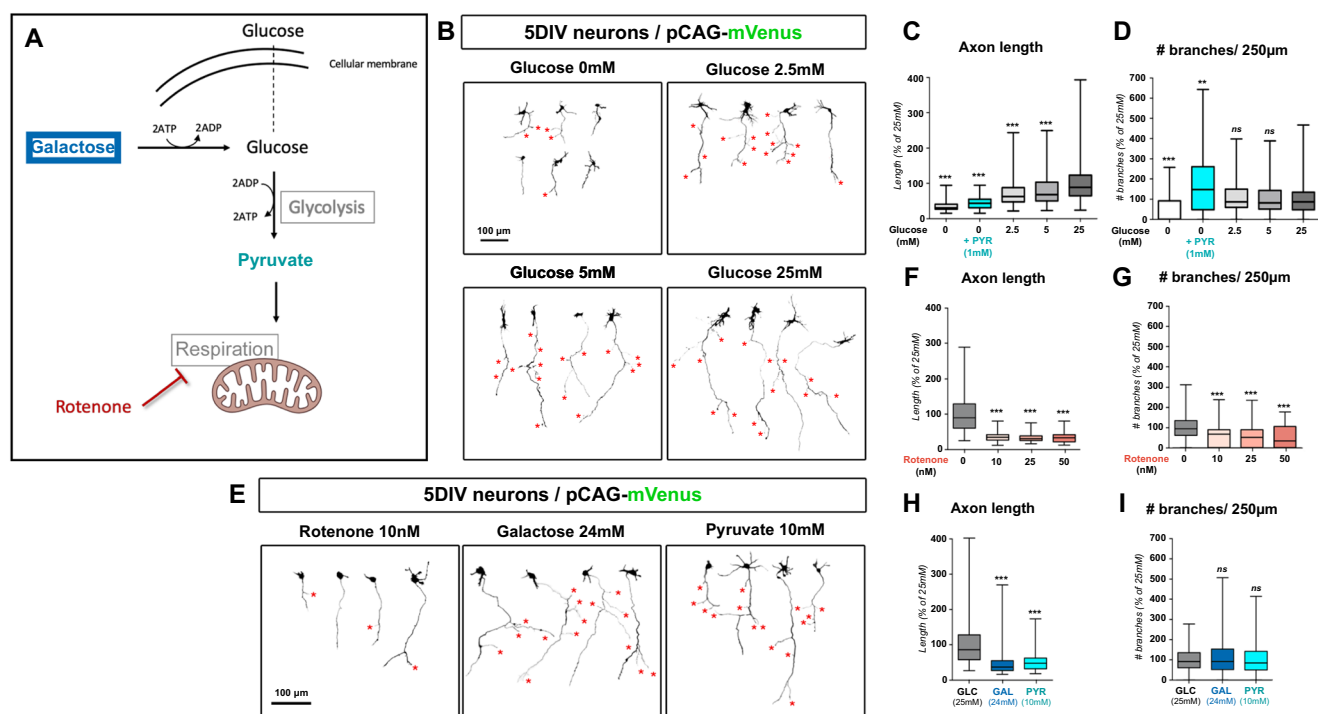 A
Glucose
Cellular membrane
2ATP 2ADP
Galactose
Glucose
2ADP
Glycolysis
2ATP
Pyruvate
Respiration
Rotenone
B
5DIV neurons / pCAG-mVenus
Glucose 0mM
Glucose 2.5mM
* * * * *
100 µm
Glucose 5mM
Glucose 25mM
C
Axon length
Length (% of 25mM)
400
300
200
100
0
*** *** *** ***
Glucose (mM)
0 0 2.5 5 25
+ PYR
(1mM)
D
# branches/ 250µm
# branches (% of 25mM)
700
600
500
400
300
200
100
0
*** ** ns ns
Glucose (mM)
0 0 2.5 5 25
+ PYR
(1mM)
E
5DIV neurons / pCAG-mVenus
Rotenone 10nM
Galactose 24mM
Pyruvate 10mM
100 µm
F
Axon length
Length (% of 25mM)
400
300
200
100
0
*** *** ***
Rotenone
(nM)
0 10 25 50
G
# branches/ 250µm
# branches (% of 25mM)
700
600
500
400
300
200
100
0
*** *** ***
Rotenone
(nM)
0 10 25 50
H
Axon length
Length (% of 25mM)
400
300
200
100
0
*** ***
GLC GAL PYR
(25mM) (24mM) (10mM)
I
# branches/ 250µm
# branches (% of 25mM)
700
600
500
400
300
200
100
0
ns ns
GLC GAL PYR
(25mM) (24mM) (10mM)